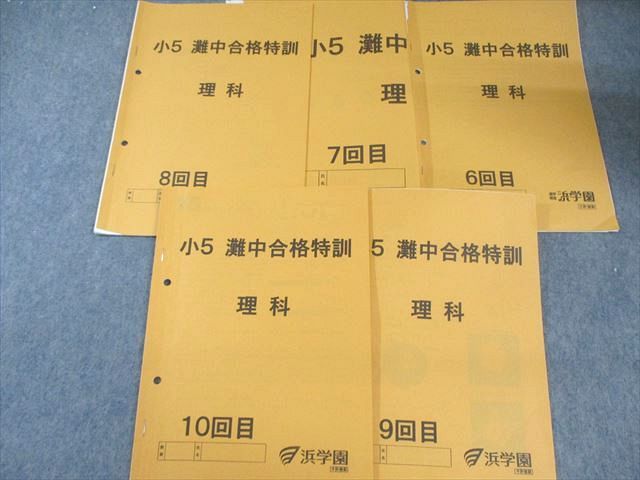 小5 灘中合格特訓
理科
8回目
小5 灘中
理
7回目
氏名
小5 灘中合格特訓
理科
6回目
浜学園
小5 灘中合格特訓
理科
10回目
浜学園
5 灘中合格特訓
理科
9回目
浜学園